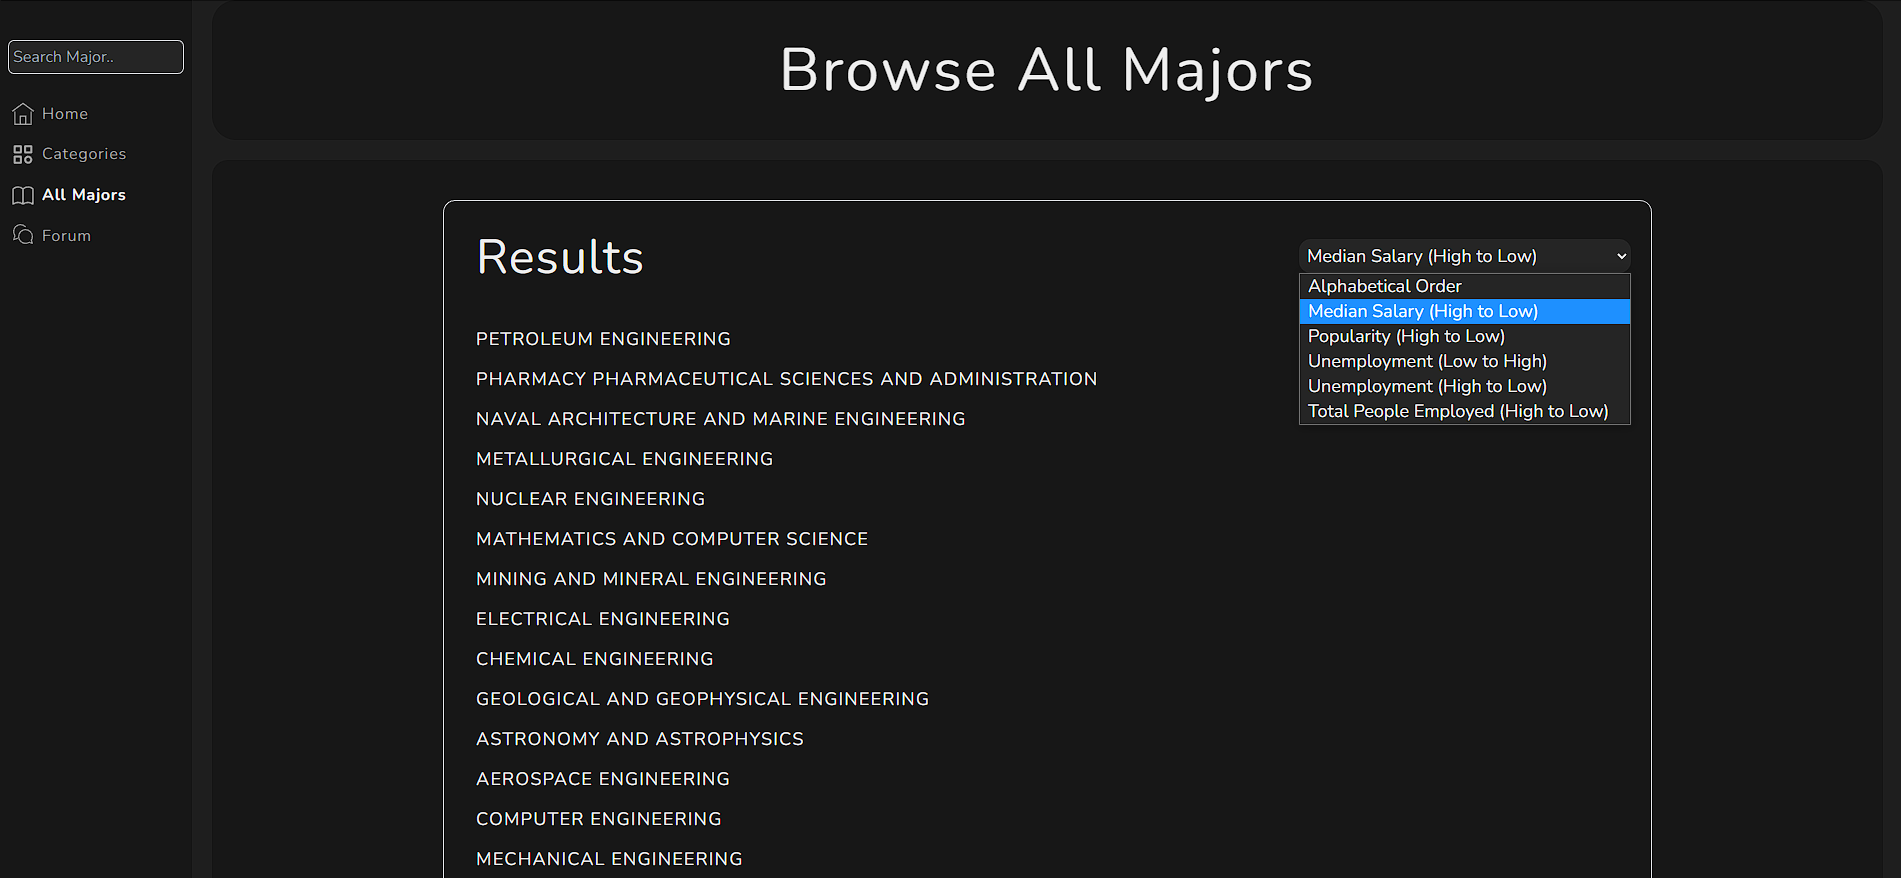 Search Major..
Home
Categories
All Majors
Forum
Browse All Majors
Results
Median Salary (High to Low)
Alphabetical Order
Median Salary (High to Low)
Popularity (High to Low)
Unemployment (Low to High)
Unemployment (High to Low)
Total People Employed (High to Low)
PETROLEUM ENGINEERING
PHARMACY PHARMACEUTICAL SCIENCES AND ADMINISTRATION
NAVAL ARCHITECTURE AND MARINE ENGINEERING
METALLURGICAL ENGINEERING
NUCLEAR ENGINEERING
MATHEMATICS AND COMPUTER SCIENCE
MINING AND MINERAL ENGINEERING
ELECTRICAL ENGINEERING
CHEMICAL ENGINEERING
GEOLOGICAL AND GEOPHYSICAL ENGINEERING
ASTRONOMY AND ASTROPHYSICS
AEROSPACE ENGINEERING
COMPUTER ENGINEERING
MECHANICAL ENGINEERING